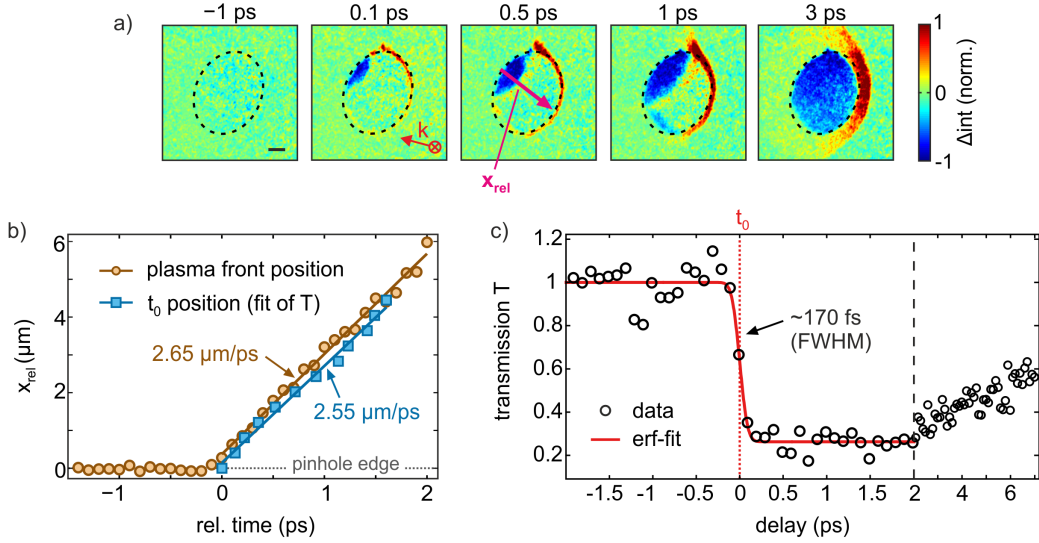 a)
−1 ps
0.1 ps
0.5 ps
1 ps
3 ps
k
x_rel
1
0
-1
Δint (norm.)
b)
6
4
2
0
x_rel (μm)
plasma front position
t_0 position (fit of T)
2.65 μm/ps
2.55 μm/ps
pinhole edge
−1
0
1
2
rel. time (ps)
c)
t_0
1.2
1
0.8
0.6
0.4
0.2
transmission T
~170 fs
(FWHM)
data
erf-fit
-1.5
-1
-0.5
0
0.5
1
1.5
2
4
6
delay (ps)